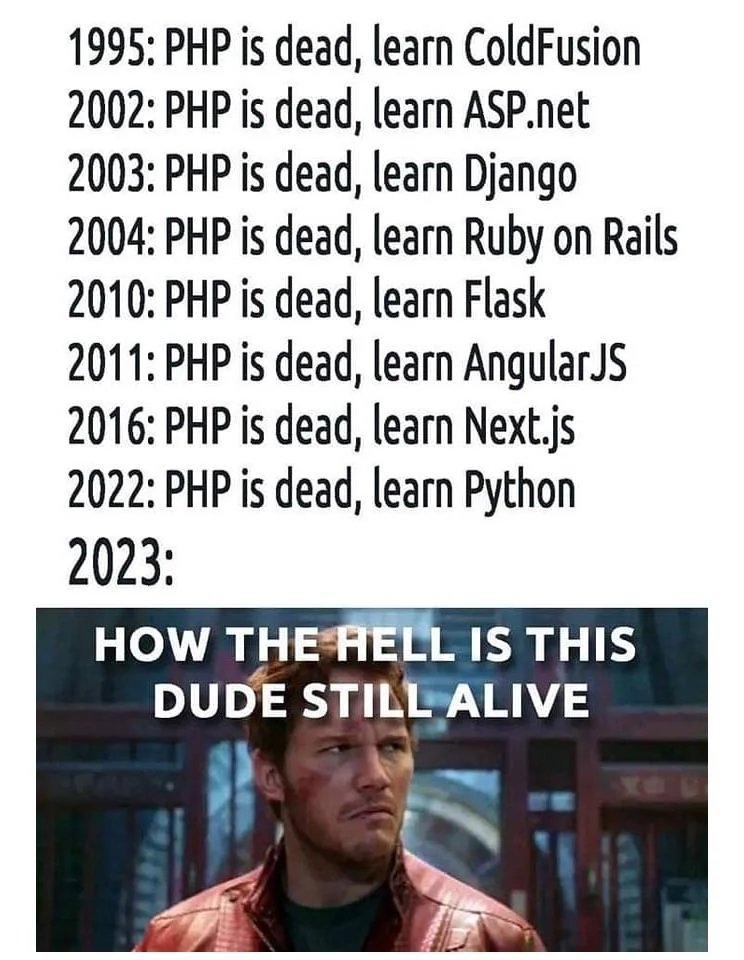 1995: PHP is dead, learn ColdFusion
2002: PHP is dead, learn ASP.net
2003: PHP is dead, learn Django
2004: PHP is dead, learn Ruby on Rails
2010: PHP is dead, learn Flask
2011: PHP is dead, learn AngularJS
2016: PHP is dead, learn Next.js
2022: PHP is dead, learn Python
2023:
HOW THE HELL IS THIS
DUDE STILL ALIVE